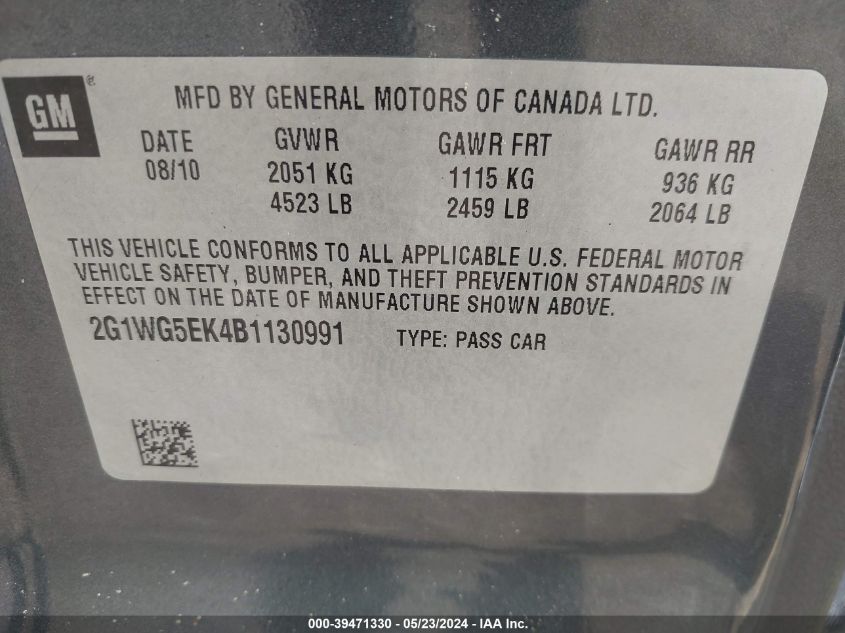 GM ®
MFD BY GENERAL MOTORS OF CANADA LTD.
DATE GVWR GAWR FRT GAWR RR
08/10 2051 KG 1115 KG 936 KG
4523 LB 2459 LB 2064 LB
THIS VEHICLE CONFORMS TO ALL APPLICABLE U.S. FEDERAL MOTOR
VEHICLE SAFETY, BUMPER, AND THEFT PREVENTION STANDARDS IN
EFFECT ON THE DATE OF MANUFACTURE SHOWN ABOVE.
2G1WG5EK4B1130991 TYPE: PASS CAR
000-39471330 - 05/23/2024 - IAA Inc.